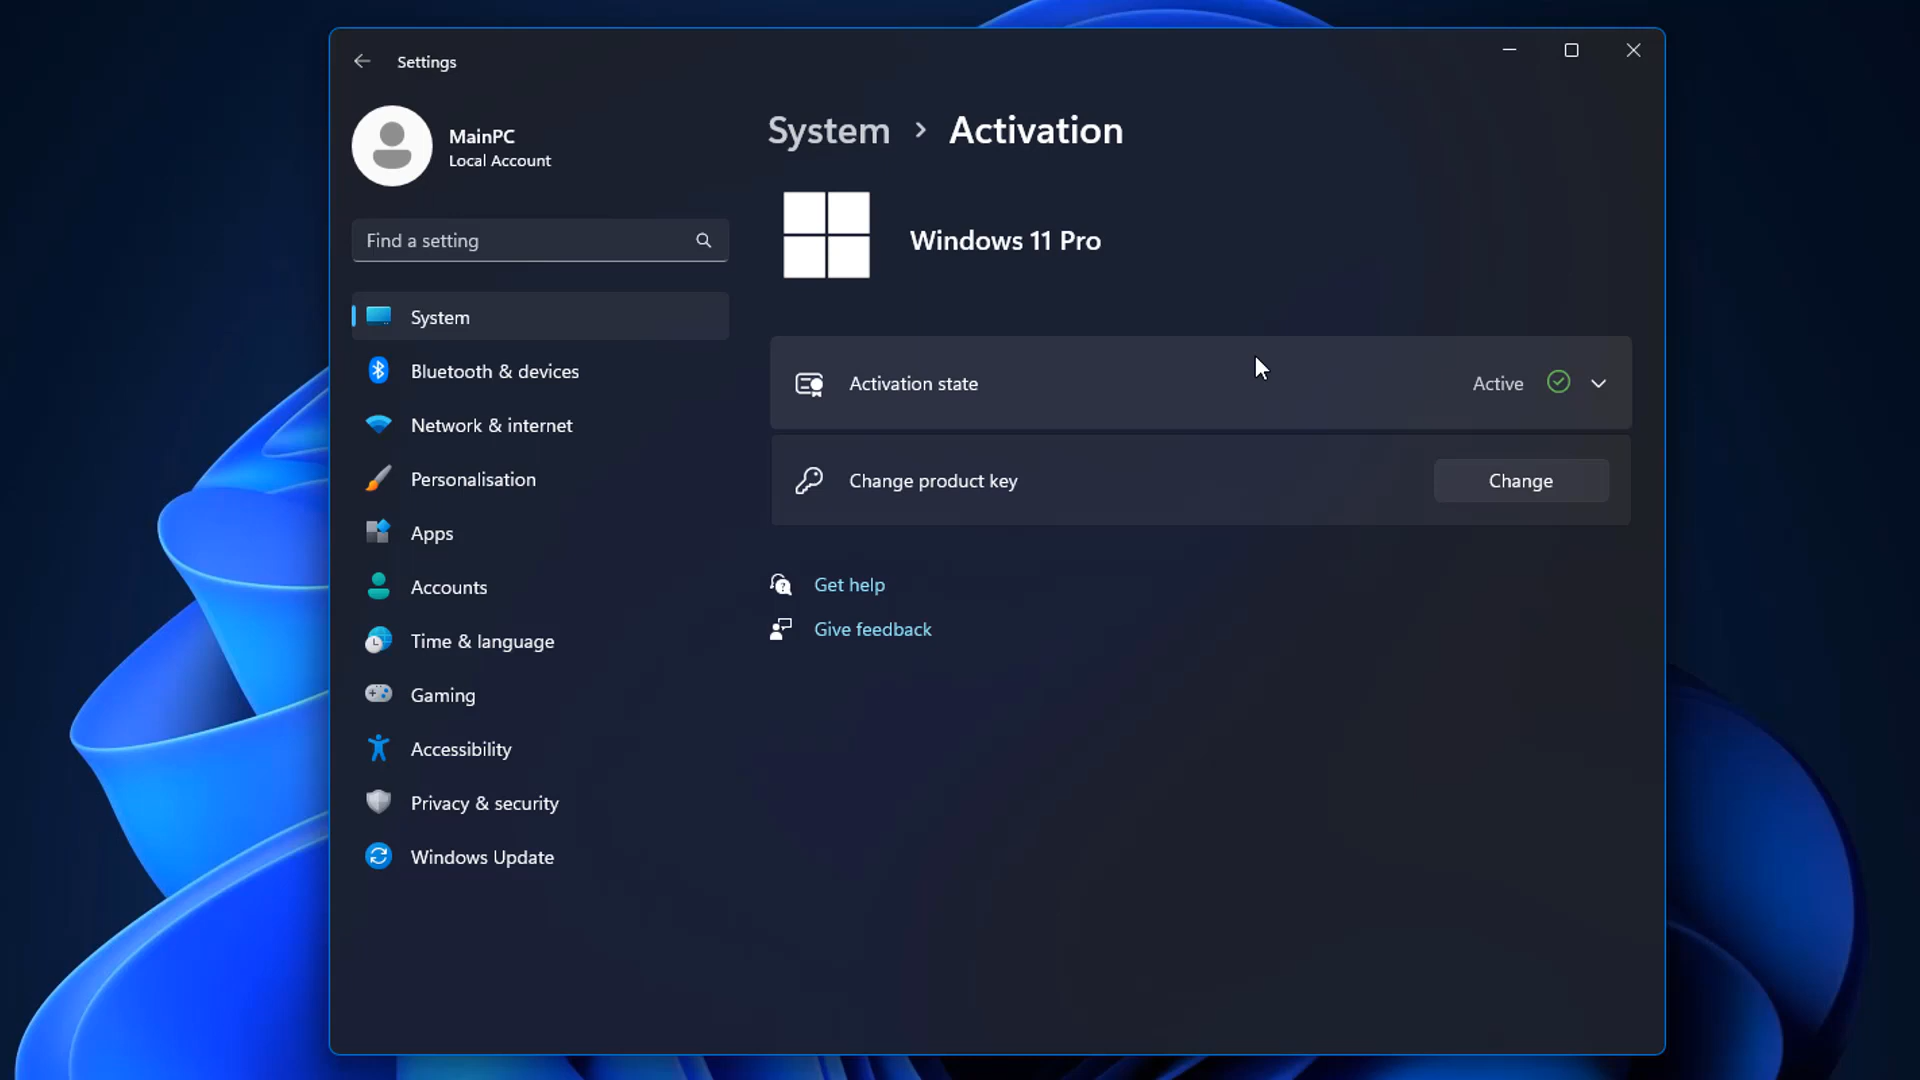 Settings
MainPC
Local Account
Find a setting
System
Bluetooth & devices
Network & internet
Personalisation
Apps
Accounts
Time & language
Gaming
Accessibility
Privacy & security
Windows Update
System > Activation
Windows 11 Pro
Activation state Active
Change product key Change
Get help
Give feedback